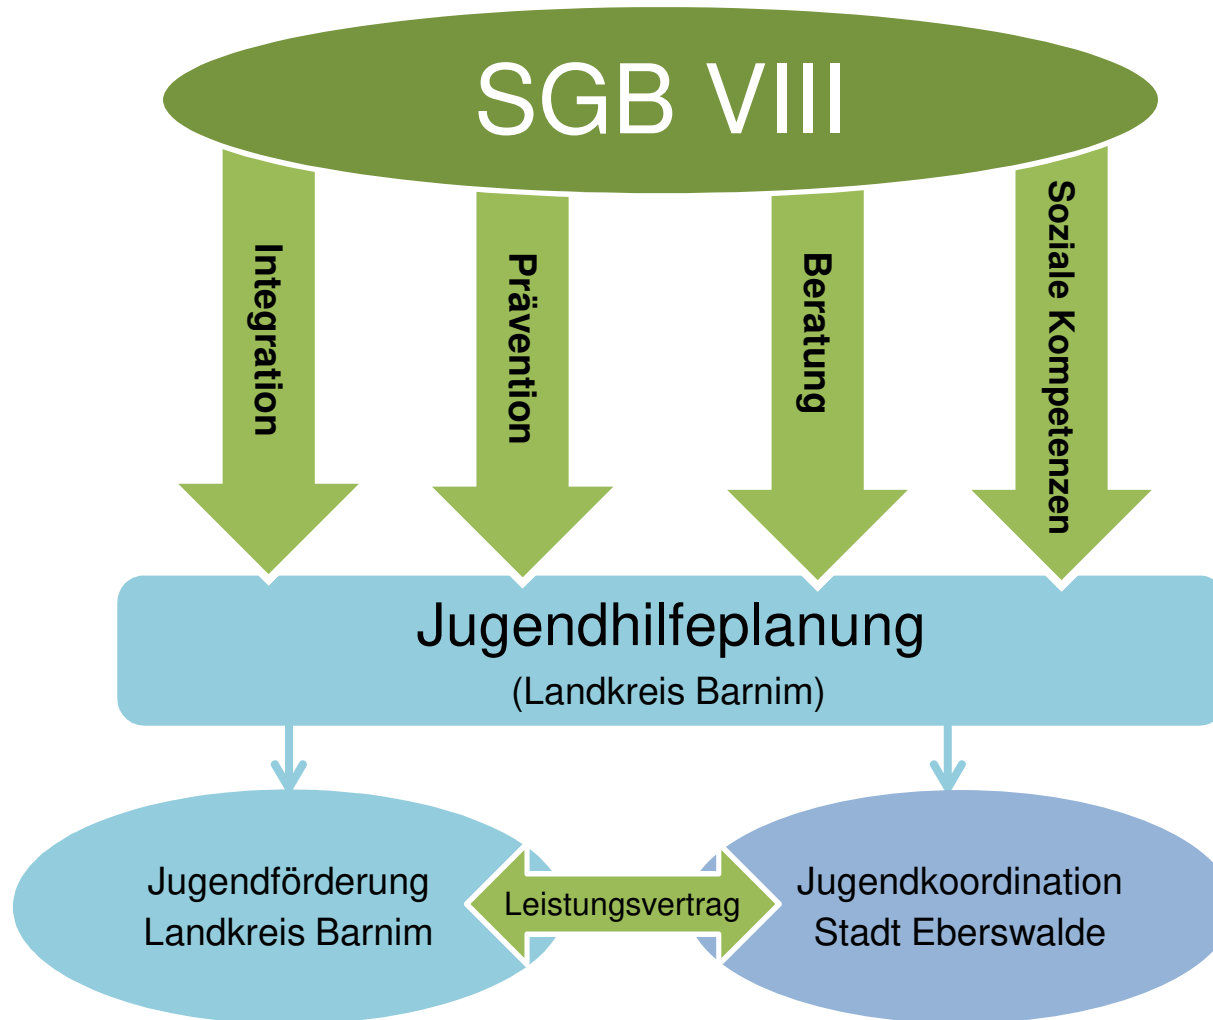 SGB VIII
Integration
Prävention
Beratung
Soziale Kompetenzen
Jugendhilfeplanung
(Landkreis Barnim)
Jugendförderung
Landkreis Barnim
Leistungsvertrag
Jugendkoordination
Stadt Eberswalde